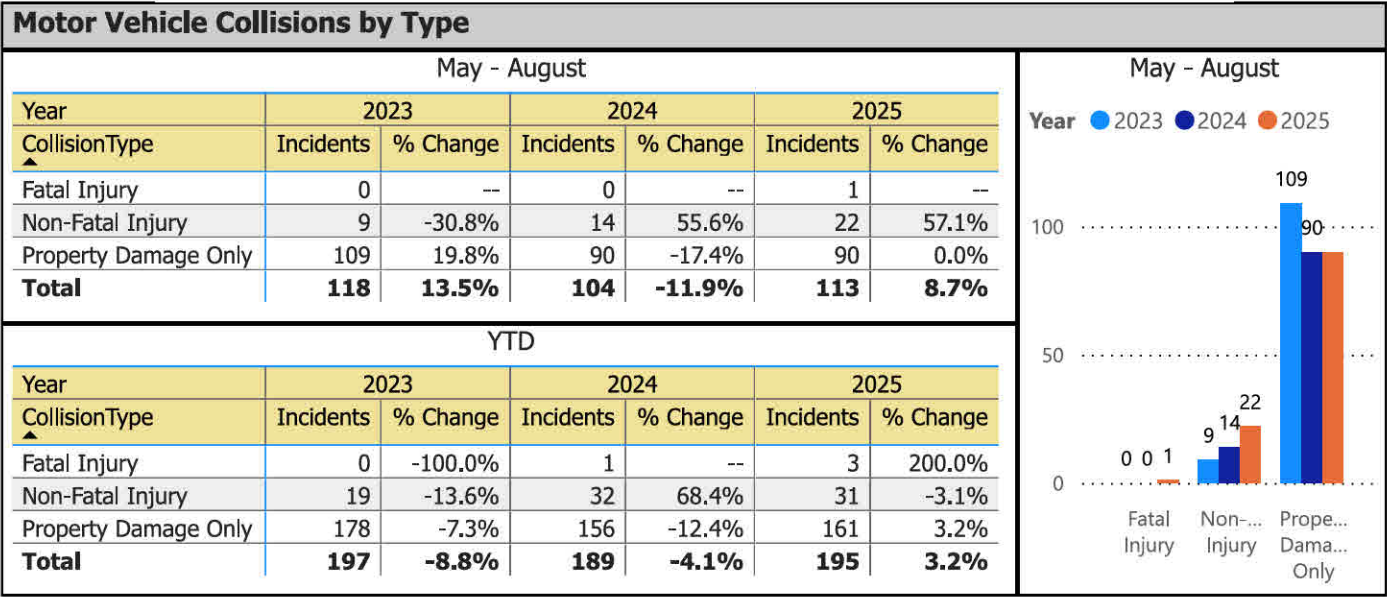 Motor Vehicle Collisions by Type
May - August
Year 2023 2024 2025
CollisionType Incidents % Change Incidents % Change Incidents % Change
Fatal Injury 0 -- 0 -- 1 --
Non-Fatal Injury 9 -30.8% 14 55.6% 22 57.1%
Property Damage Only 109 19.8% 90 -17.4% 90 0.0%
Total 118 13.5% 104 -11.9% 113 8.7%
YTD
Year 2023 2024 2025
CollisionType Incidents % Change Incidents % Change Incidents % Change
Fatal Injury 0 -100.0% 1 -- 3 200.0%
Non-Fatal Injury 19 -13.6% 32 68.4% 31 -3.1%
Property Damage Only 178 -7.3% 156 -12.4% 161 3.2%
Total 197 -8.8% 189 -4.1% 195 3.2%
May - August
Year 2023 2024 2025
109
100 90
50
22
14
9
0 0 1
0
Fatal Non-... Prope...
Injury Injury Dama...
Only